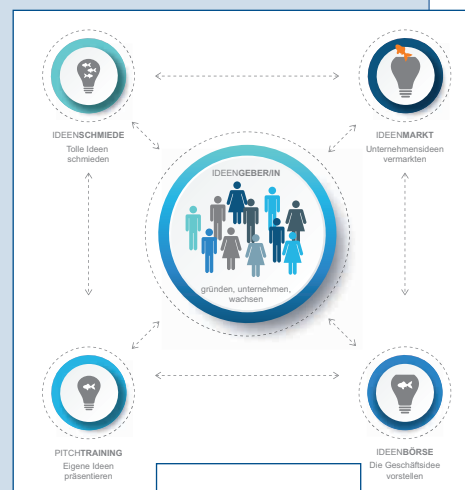 IDEENSCHMIEDE
Tolle Ideen
schmieden
IDEENMARKT
Unternehmensideen
vermarkten
IDEENGEBER/IN
gründen, unternehmen,
wachsen
PITCHTRAINING
Eigene Ideen
präsentieren
IDEENBÖRSE
Die Geschäftsidee
vorstellen